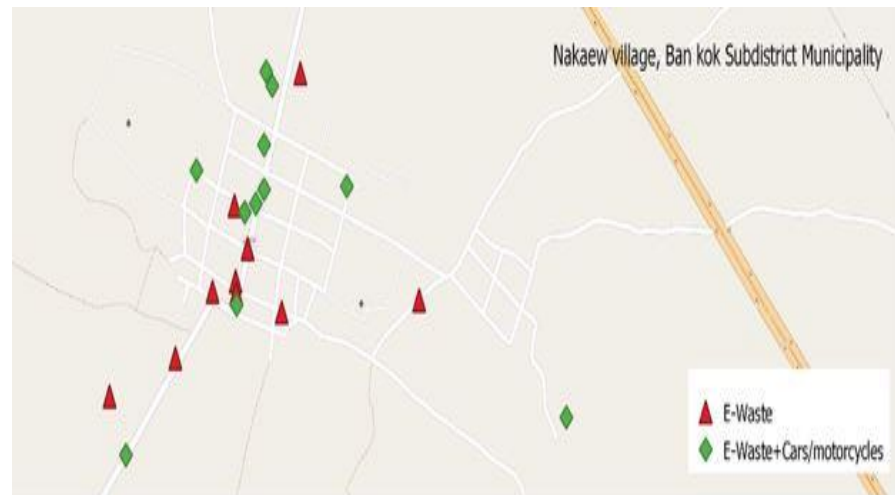 Nakaew village, Ban kok Subdistrict Municipality
E-Waste
E-Waste+Cars/motorcycles